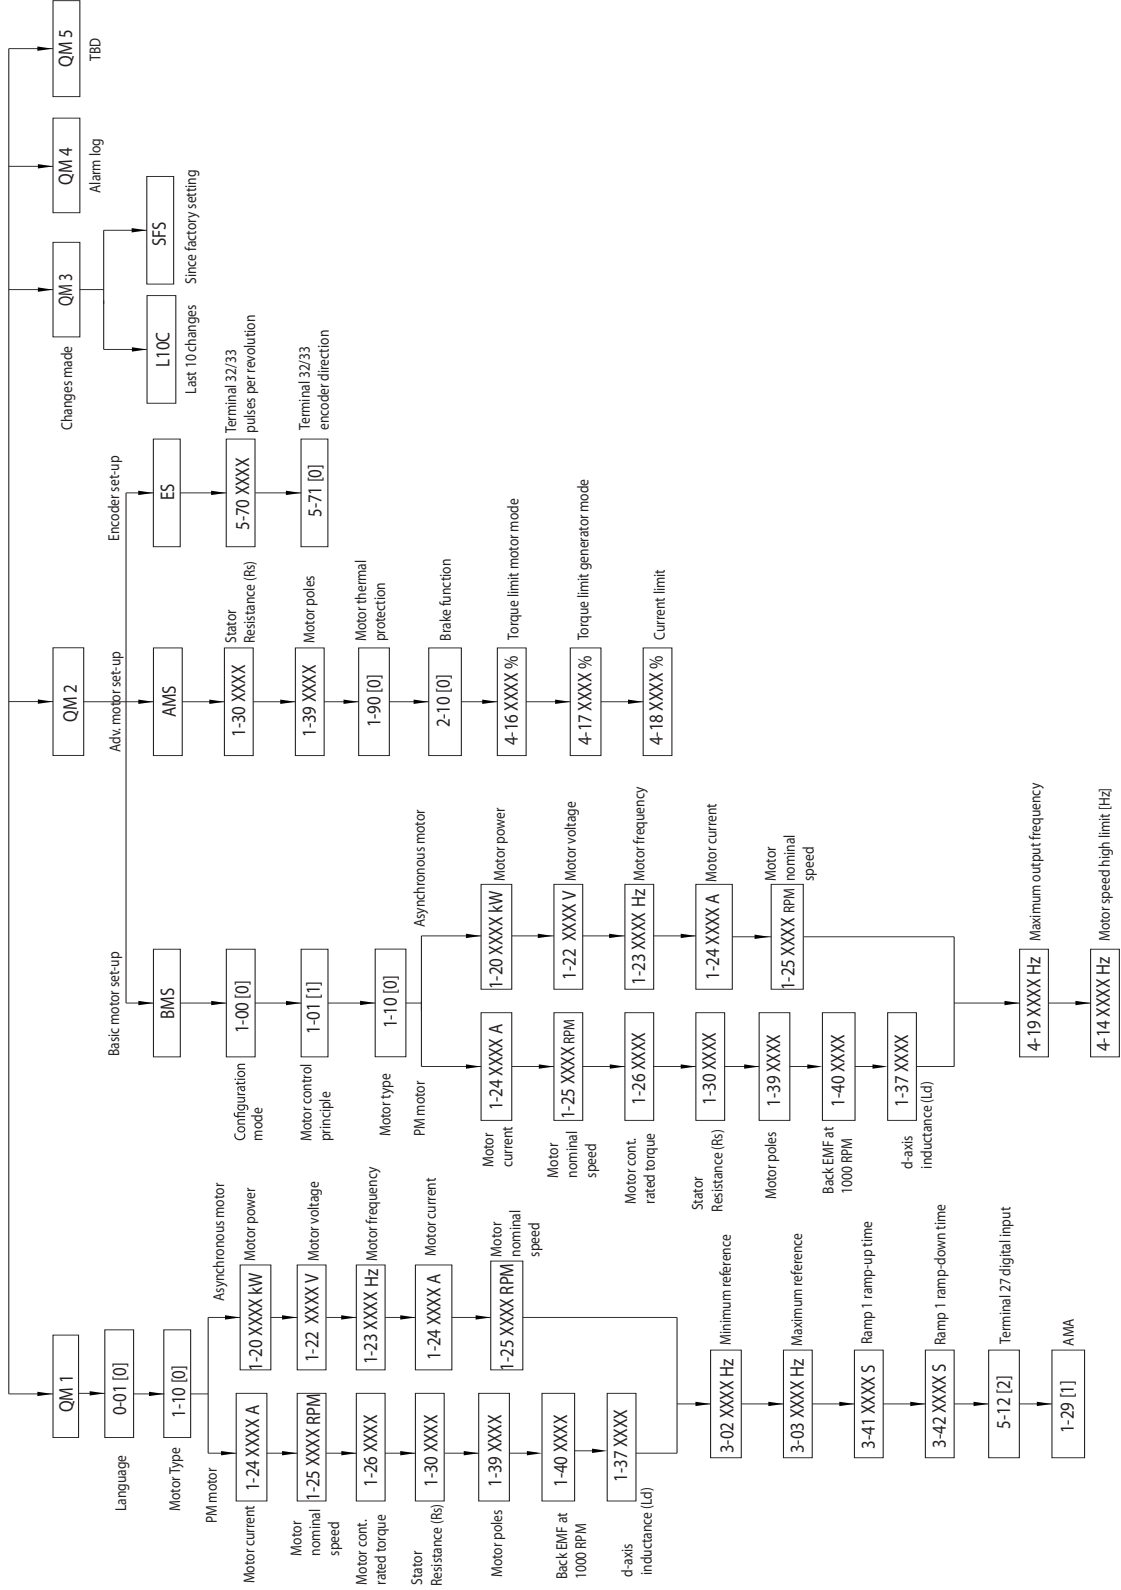 QM 1
Language
0-01 [0]
Motor Type
1-10 [0]
PM motor
Motor current
1-24 XXXX A
Motor
nominal
speed
1-25 XXXX RPM
Motor cont.
rated torque
1-26 XXXX
Stator
Resistance (Rs)
1-30 XXXX
Motor poles
1-39 XXXX
Back EMF at
1000 RPM
1-40 XXXX
d-axis
inductance (Ld)
1-37 XXXX
Asynchronous motor
1-20 XXXX kW
Motor power
1-22 XXXX V
Motor voltage
1-23 XXXX Hz
Motor frequency
1-24 XXXX A
Motor current
1-25 XXXX RPM
Motor
nominal
speed
3-02 XXXX Hz
Minimum reference
3-03 XXXX Hz
Maximum reference
3-41 XXXX S
Ramp 1 ramp-up time
3-42 XXXX S
Ramp 1 ramp-down time
5-12 [2]
Terminal 27 digital input
1-29 [1]
AMA
QM 2
Basic motor set-up
BMS
Configuration
mode
1-00 [0]
Motor control
principle
1-01 [1]
Motor type
1-10 [0]
PM motor
Motor
current
1-24 XXXX A
Motor
nominal
speed
1-25 XXXX RPM
Motor cont.
rated torque
1-26 XXXX
Stator
Resistance (Rs)
1-30 XXXX
Motor poles
1-39 XXXX
Back EMF at
1000 RPM
1-40 XXXX
d-axis
inductance (Ld)
1-37 XXXX
Asynchronous motor
1-20 XXXX kW
Motor power
1-22 XXXX V
Motor voltage
1-23 XXXX Hz
Motor frequency
1-24 XXXX A
Motor current
1-25 XXXX RPM
Motor
nominal
speed
4-19 XXXX Hz
Maximum output frequency
4-14 XXXX Hz
Motor speed high limit [Hz]
Adv. motor set-up
AMS
1-30 XXXX
Stator
Resistance (Rs)
1-39 XXXX
Motor poles
1-90 [0]
Motor thermal
protection
2-10 [0]
Brake function
4-16 XXXX %
Torque limit motor mode
4-17 XXXX %
Torque limit generator mode
4-18 XXXX %
Current limit
Encoder set-up
ES
5-70 XXXX
Terminal 32/33
pulses per revolution
5-71 [0]
Terminal 32/33
encoder direction
QM 3
Changes made
L10C
Last 10 changes
SFS
Since factory setting
QM 4
Alarm log
QM 5
TBD